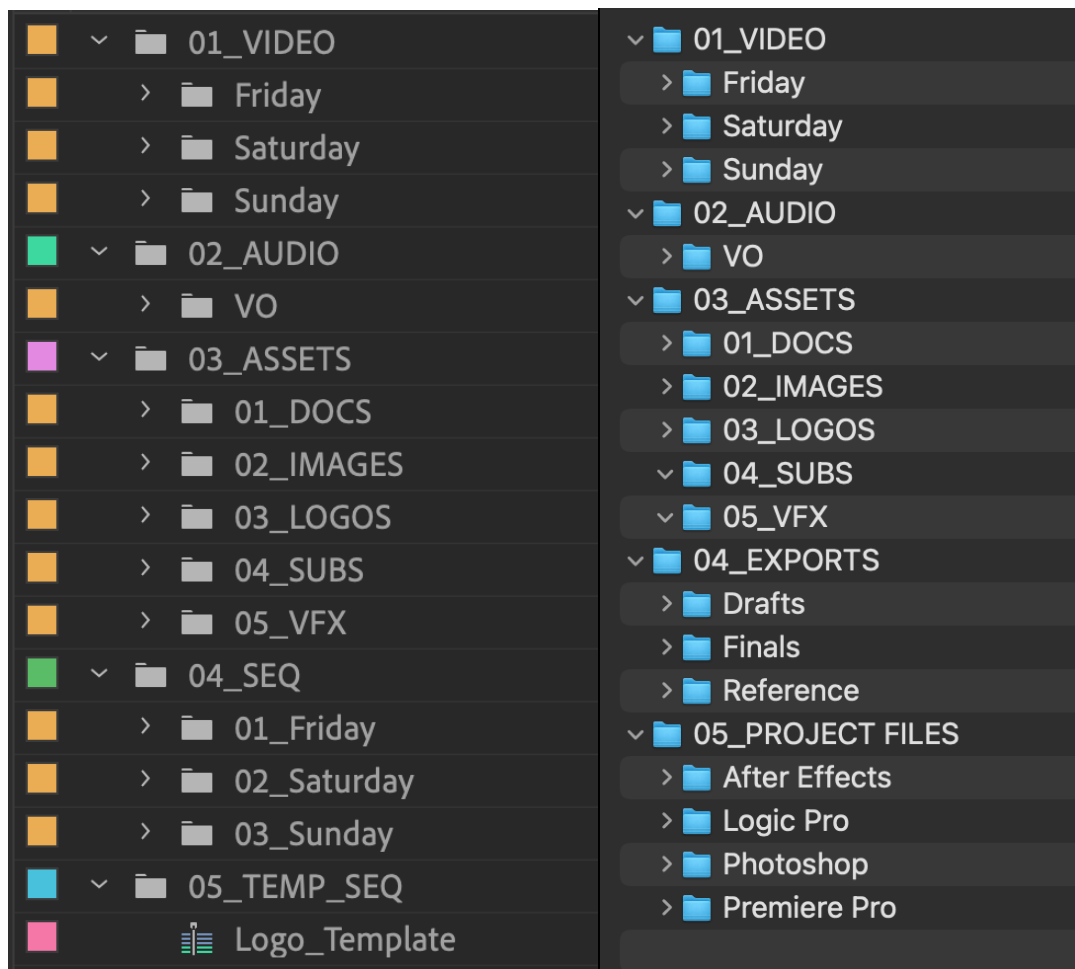 01_VIDEO
Friday
Saturday
Sunday
02_AUDIO
VO
03_ASSETS
01_DOCS
02_IMAGES
03_LOGOS
04_SUBS
05_VFX
04_SEQ
01_Friday
02_Saturday
03_Sunday
05_TEMP_SEQ
Logo_Template
01_VIDEO
Friday
Saturday
Sunday
02_AUDIO
VO
03_ASSETS
01_DOCS
02_IMAGES
03_LOGOS
04_SUBS
05_VFX
04_EXPORTS
Drafts
Finals
Reference
05_PROJECT FILES
After Effects
Logic Pro
Photoshop
Premiere Pro